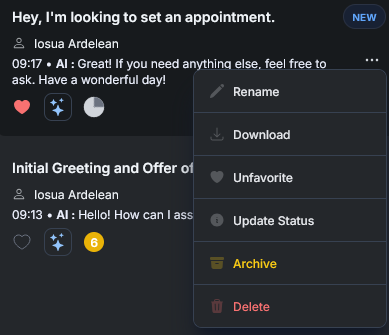 Hey, I'm looking to set an appointment.
NEW
Iosua Ardelean
09:17 • AI : Great! If you need anything else, feel free to
ask. Have a wonderful day!
Rename
Download
Unfavorite
Update Status
Archive
Delete
Initial Greeting and Offer of
Iosua Ardelean
09:13 • AI : Hello! How can I
6